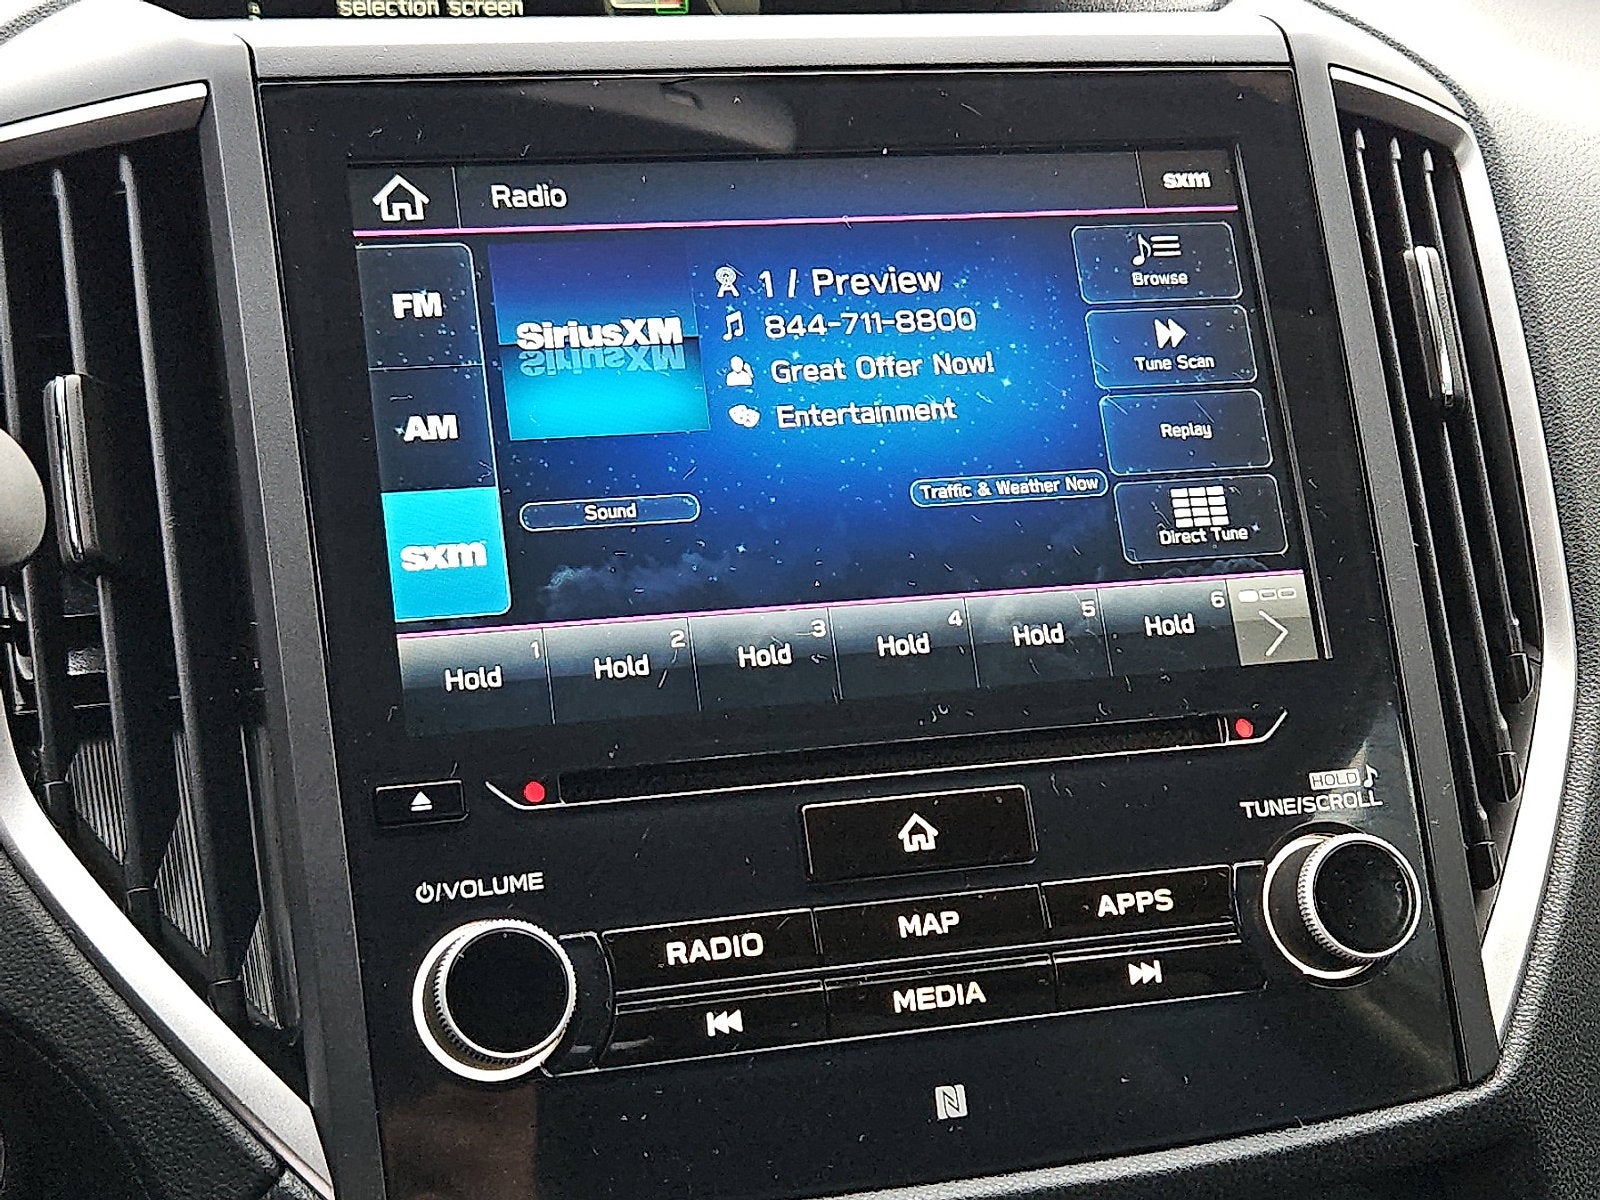 selection screen
Radio
sxm
FM
AM
sxm
SiriusXM
1 / Preview
844-711-8800
Great Offer Now!
Entertainment
Browse
Tune Scan
Replay
Direct Tune
Sound
Traffic & Weather Now
1 2 3 4 5 6
Hold Hold Hold Hold Hold Hold
HOLD
TUNE/SCROLL
/VOLUME
RADIO MAP APPS
MEDIA
N